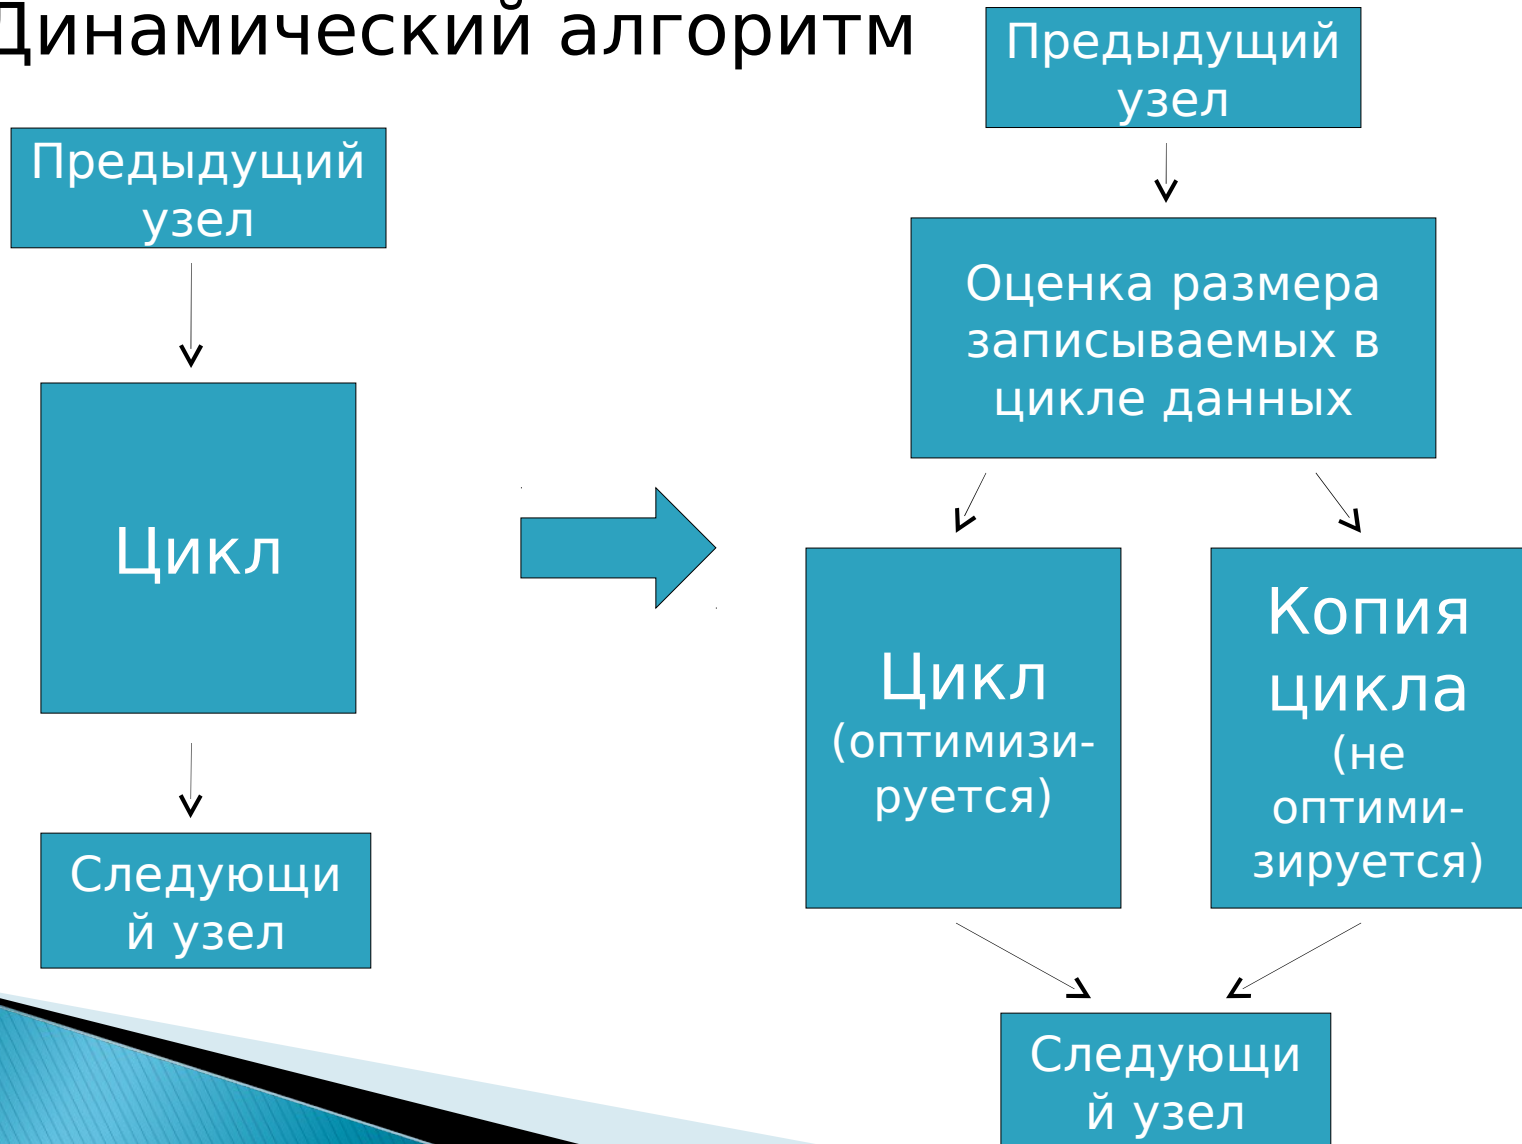 Динамический алгоритм
Предыдущий
узел
Цикл
Следующи
й узел
Предыдущий
узел
Оценка размера
записываемых в
цикле данных
Цикл
(оптимизи-
руется)
Копия
цикла
(не
оптими-
зируется)
Следующи
й узел